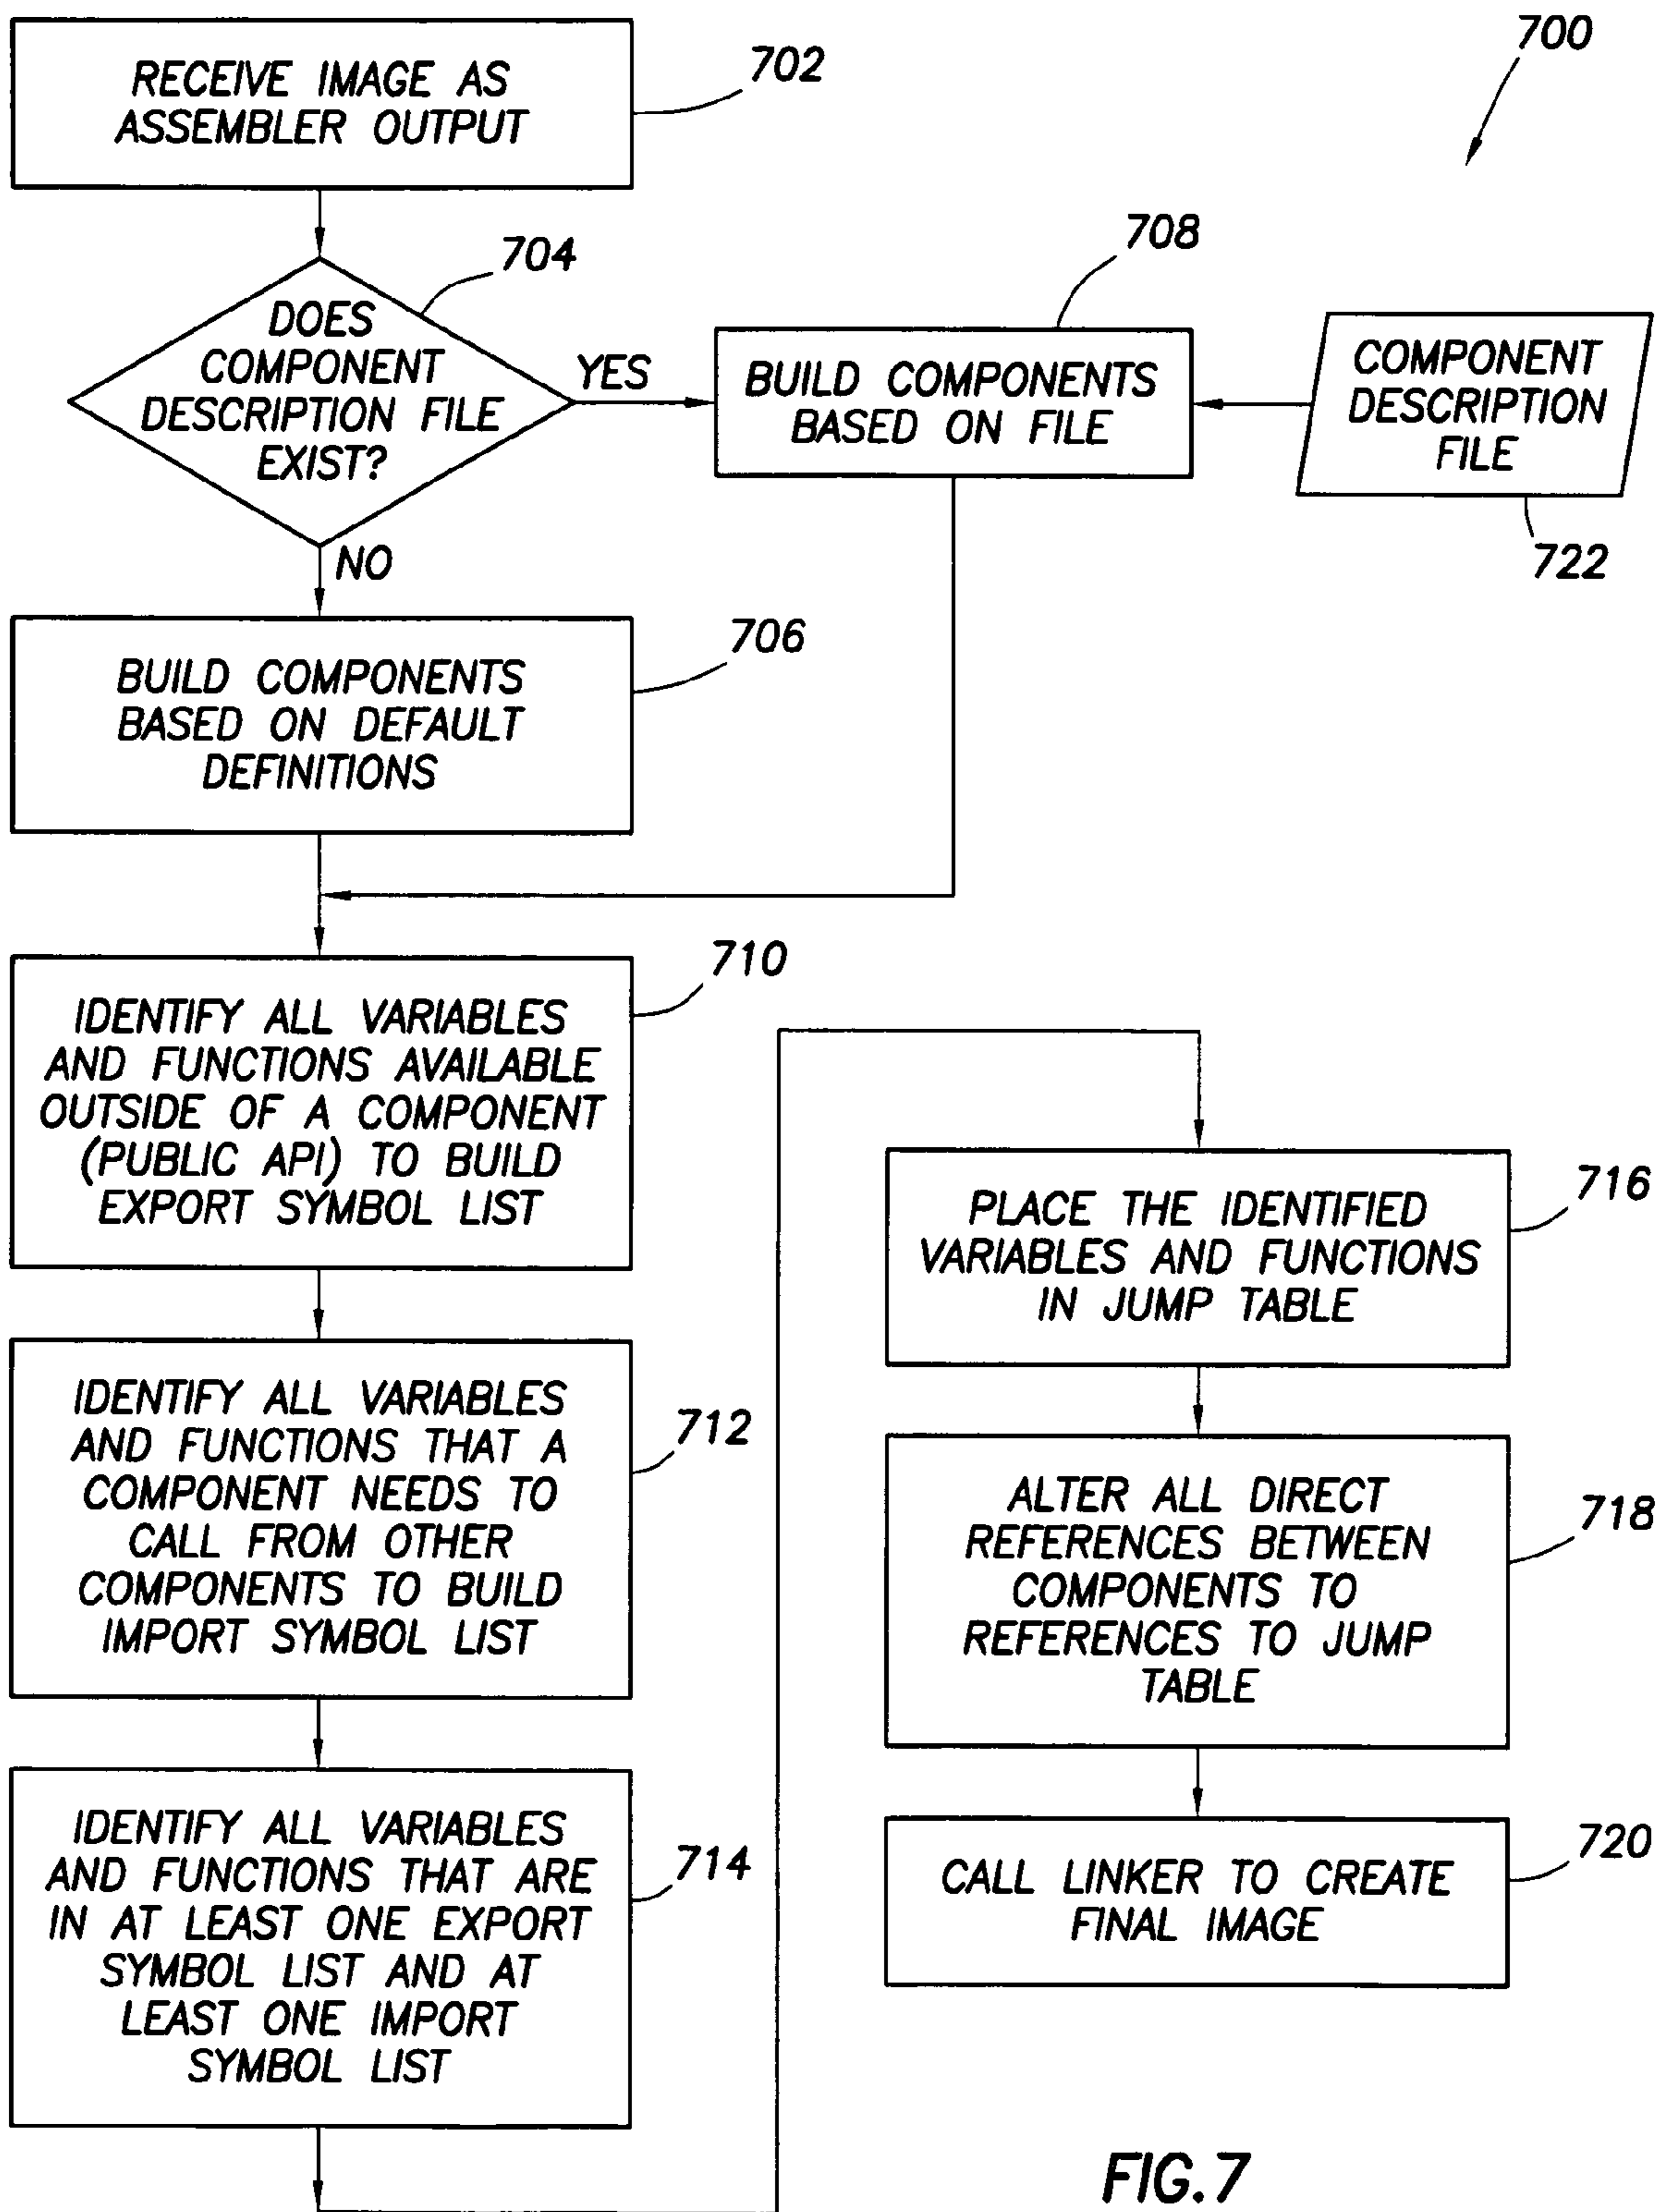 700
RECEIVE IMAGE AS
ASSEMBLER OUTPUT
702
DOES
COMPONENT
DESCRIPTION FILE
EXIST?
704
YES
NO
BUILD COMPONENTS
BASED ON FILE
708
COMPONENT
DESCRIPTION
FILE
722
BUILD COMPONENTS
BASED ON DEFAULT
DEFINITIONS
706
IDENTIFY ALL VARIABLES
AND FUNCTIONS AVAILABLE
OUTSIDE OF A COMPONENT
(PUBLIC API) TO BUILD
EXPORT SYMBOL LIST
710
IDENTIFY ALL VARIABLES
AND FUNCTIONS THAT A
COMPONENT NEEDS TO
CALL FROM OTHER
COMPONENTS TO BUILD
IMPORT SYMBOL LIST
712
IDENTIFY ALL VARIABLES
AND FUNCTIONS THAT ARE
IN AT LEAST ONE EXPORT
SYMBOL LIST AND AT
LEAST ONE IMPORT
SYMBOL LIST
714
PLACE THE IDENTIFIED
VARIABLES AND FUNCTIONS
IN JUMP TABLE
716
ALTER ALL DIRECT
REFERENCES BETWEEN
COMPONENTS TO
REFERENCES TO JUMP
TABLE
718
CALL LINKER TO CREATE
FINAL IMAGE
720
FIG.7